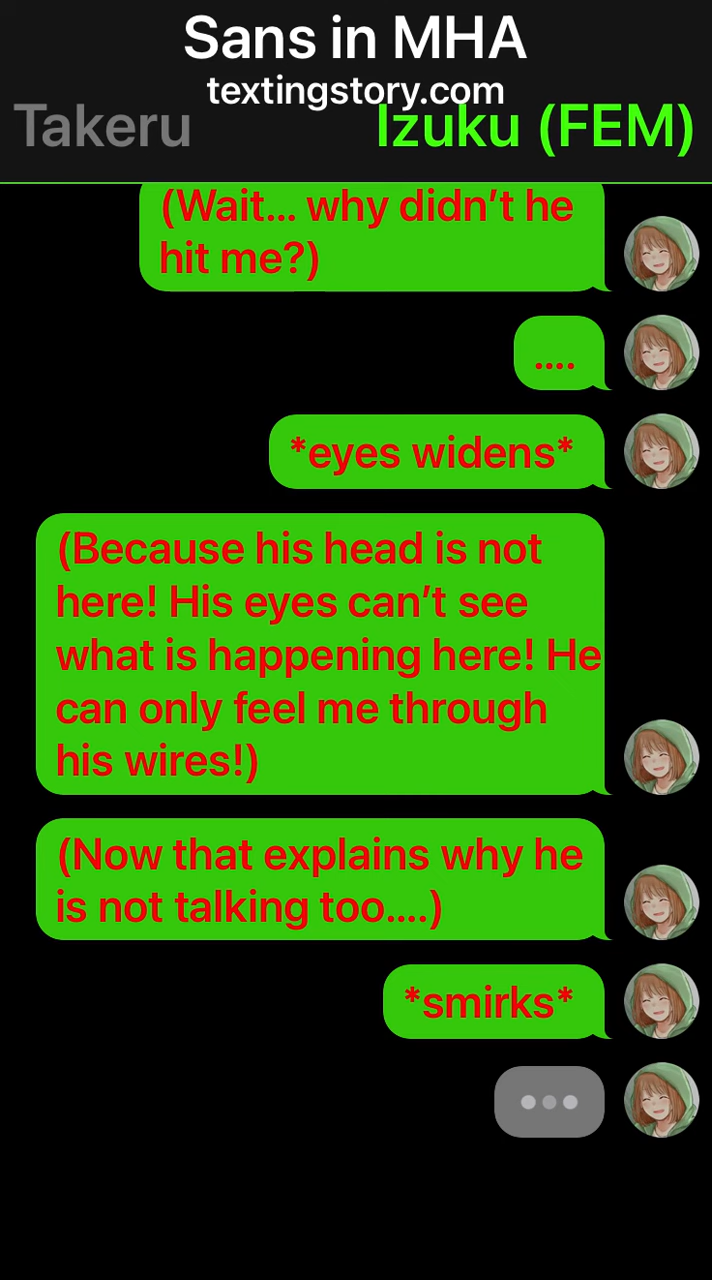 Sans in MHA
textingstory.com
Takeru
Izuku (FEM)
(Wait... why didn’t he
hit me?)
....
*eyes widens*
(Because his head is not
here! His eyes can’t see
what is happening here! He
can only feel me through
his wires!)
(Now that explains why he
is not talking too....)
*smirks*